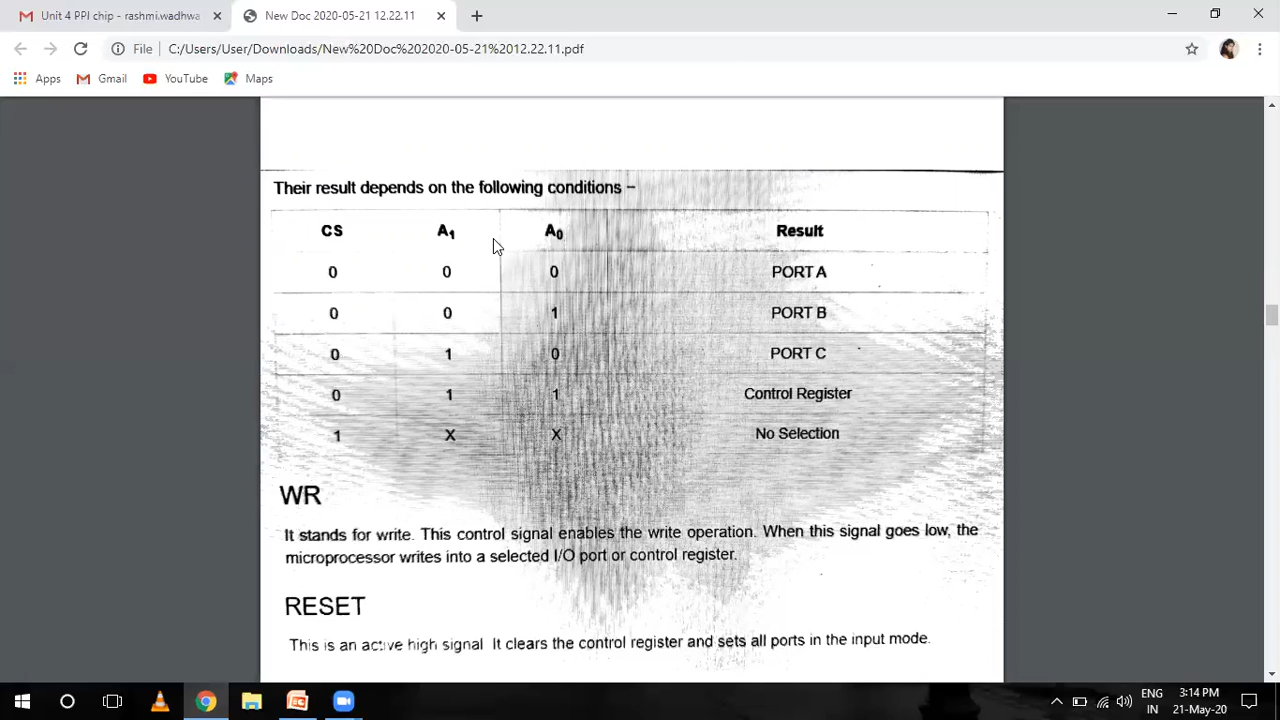 Unit 4 PPI chip - rashmi.wadhwa
New Doc 2020-05-21 12.22.11
File C:/Users/User/Downloads/New%20Doc%202020-05-21%2012.22.11.pdf
Apps Gmail YouTube Maps
Their result depends on the following conditions –
CS A1 A0 Result
0 0 0 PORT A
0 0 1 PORT B
0 1 0 PORT C
0 1 1 Control Register
1 X X No Selection
WR
It stands for write. This control signal enables the write operation. When this signal goes low, the
microprocessor writes into a selected I/O port or control register.
RESET
This is an active high signal. It clears the control register and sets all ports in the input mode.
ENG 3:14 PM
IN 21-May-20